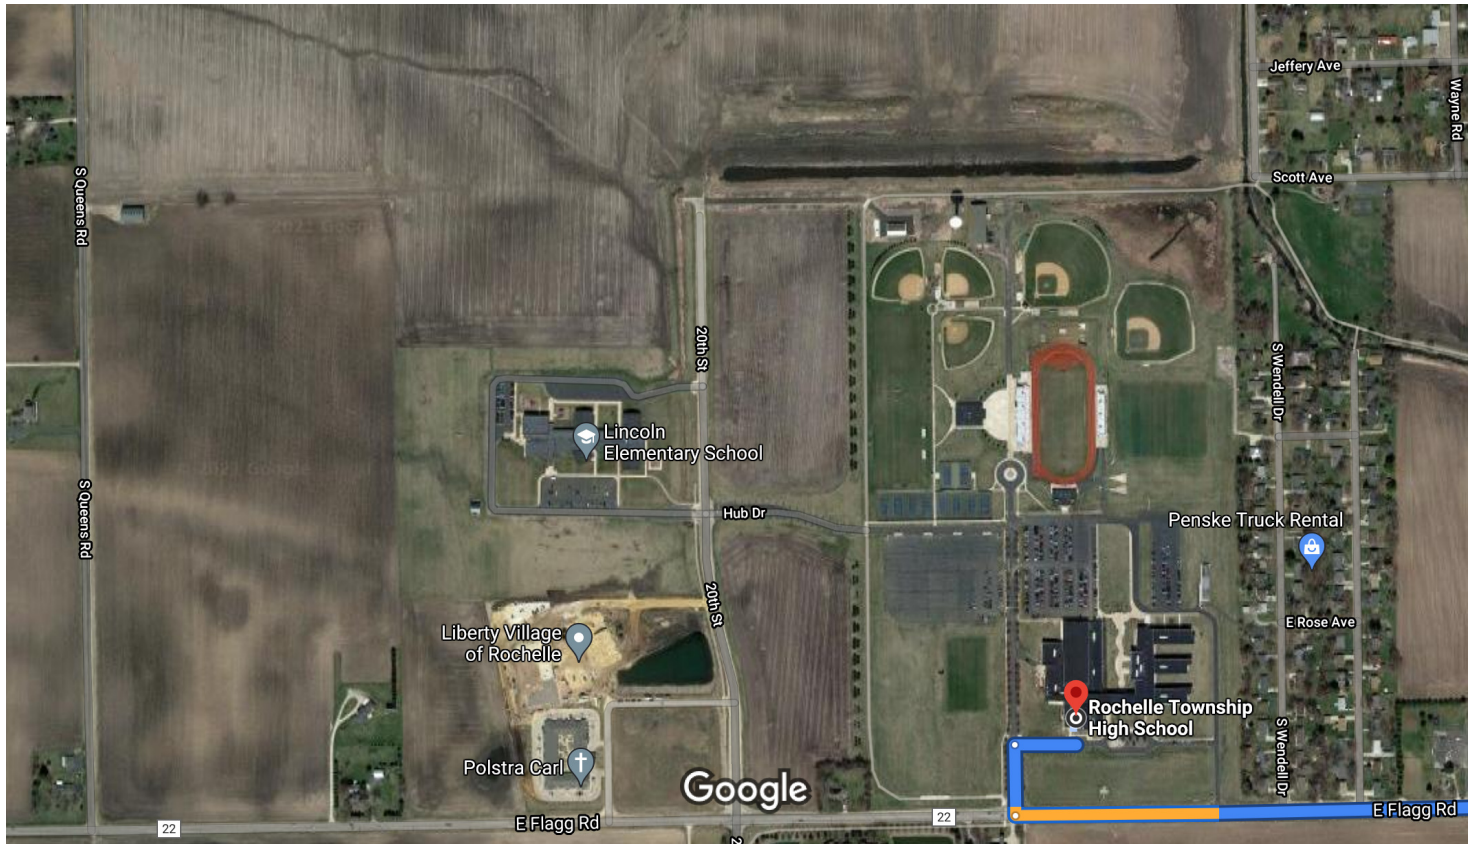 Jeffery Ave
Wayne Rd
Scott Ave
S Queens Rd
20th St
S Wendell Dr
Lincoln
Elementary School
S Queens Rd
Hub Dr
Penske Truck Rental
20th St
E Rose Ave
Liberty Village
of Rochelle
Rochelle Township
High School
S Wendell Dr
Polstra Carl
Google
22
E Flagg Rd
22
E Flagg Rd
2